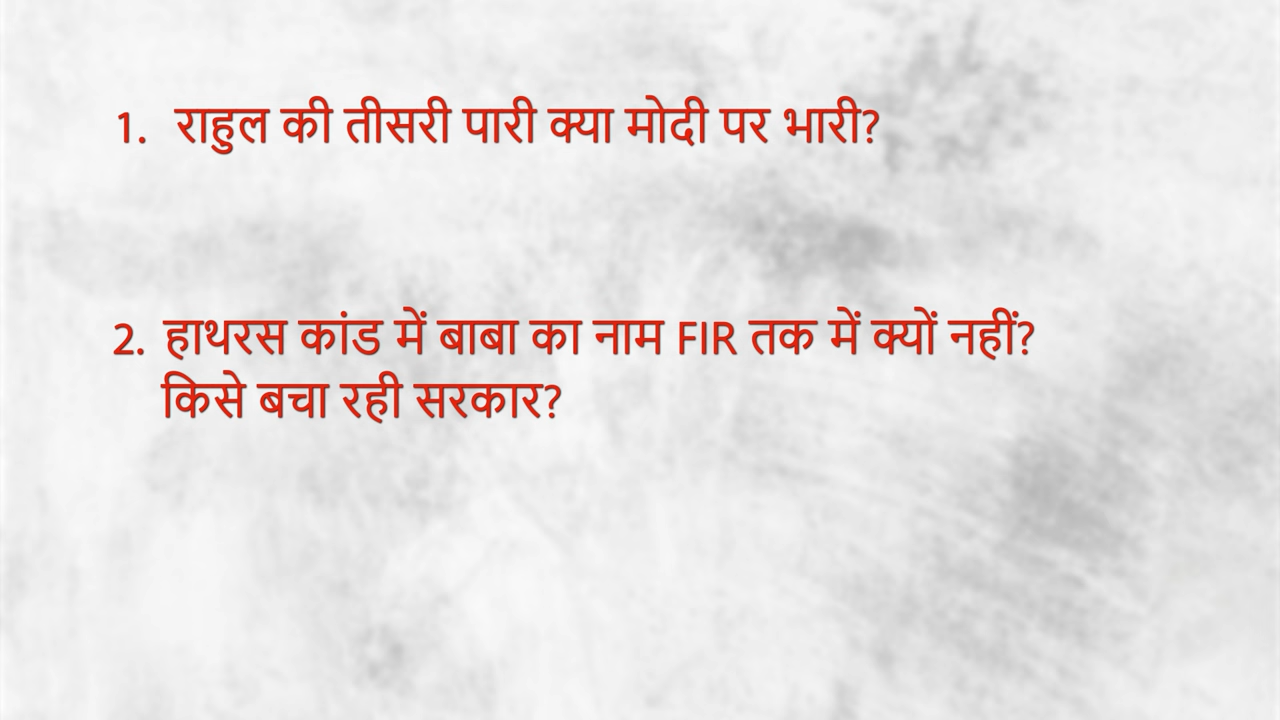 1. राहुल की तीसरी पारी क्या मोदी पर भारी?
2. हाथरस कांड में बाबा का नाम FIR तक में क्यों नहीं?
किसे बचा रही सरकार?